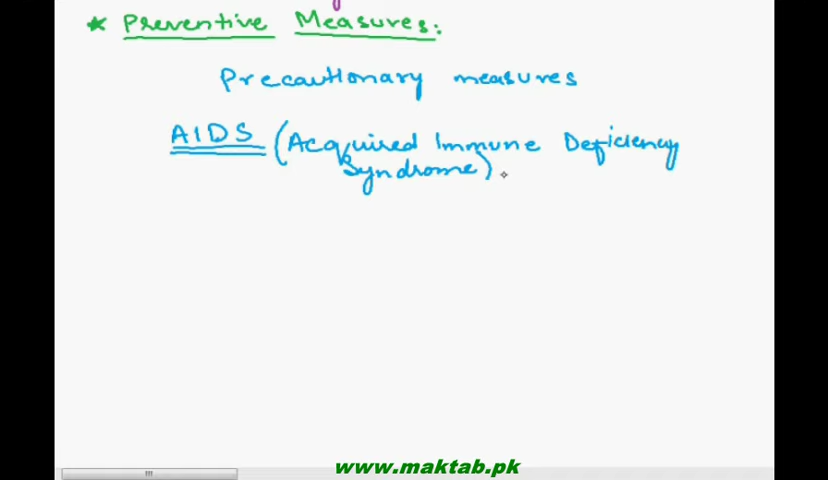 * Preventive Measures:
Precautionary measures
AIDS (Acquired Immune Deficiency
Syndrome)
www.maktab.pk